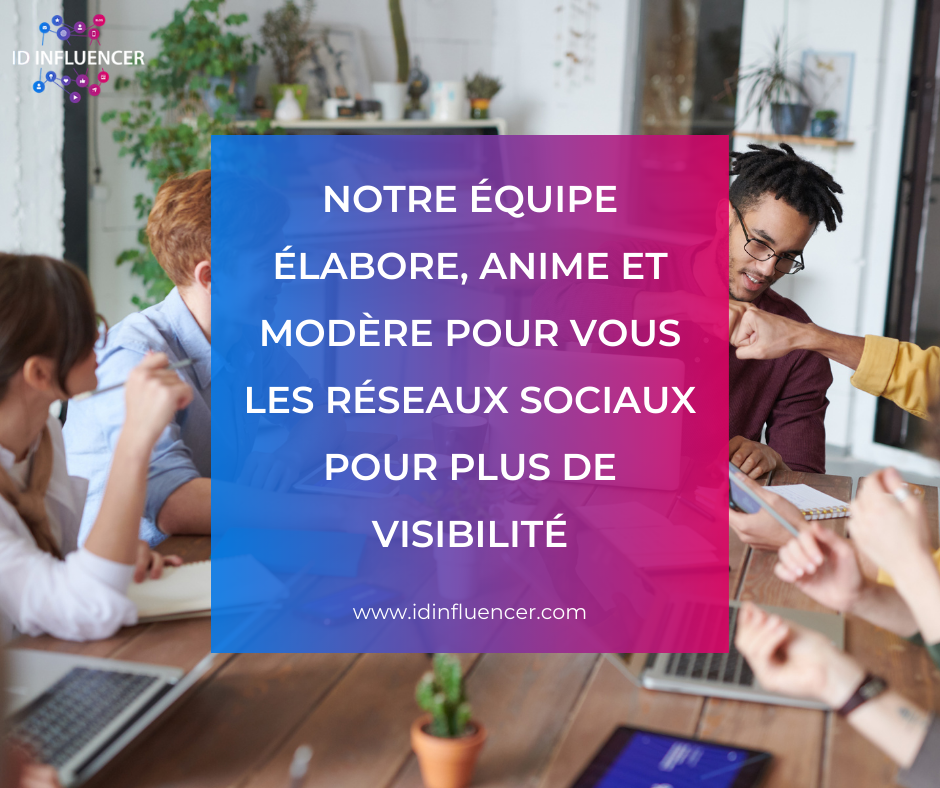 ID INFLUENCER
NOTRE ÉQUIPE
ÉLABORE, ANIME ET
MODÈRE POUR VOUS
LES RÉSEAUX SOCIAUX
POUR PLUS DE
VISIBILITÉ
www.idinfluencer.com